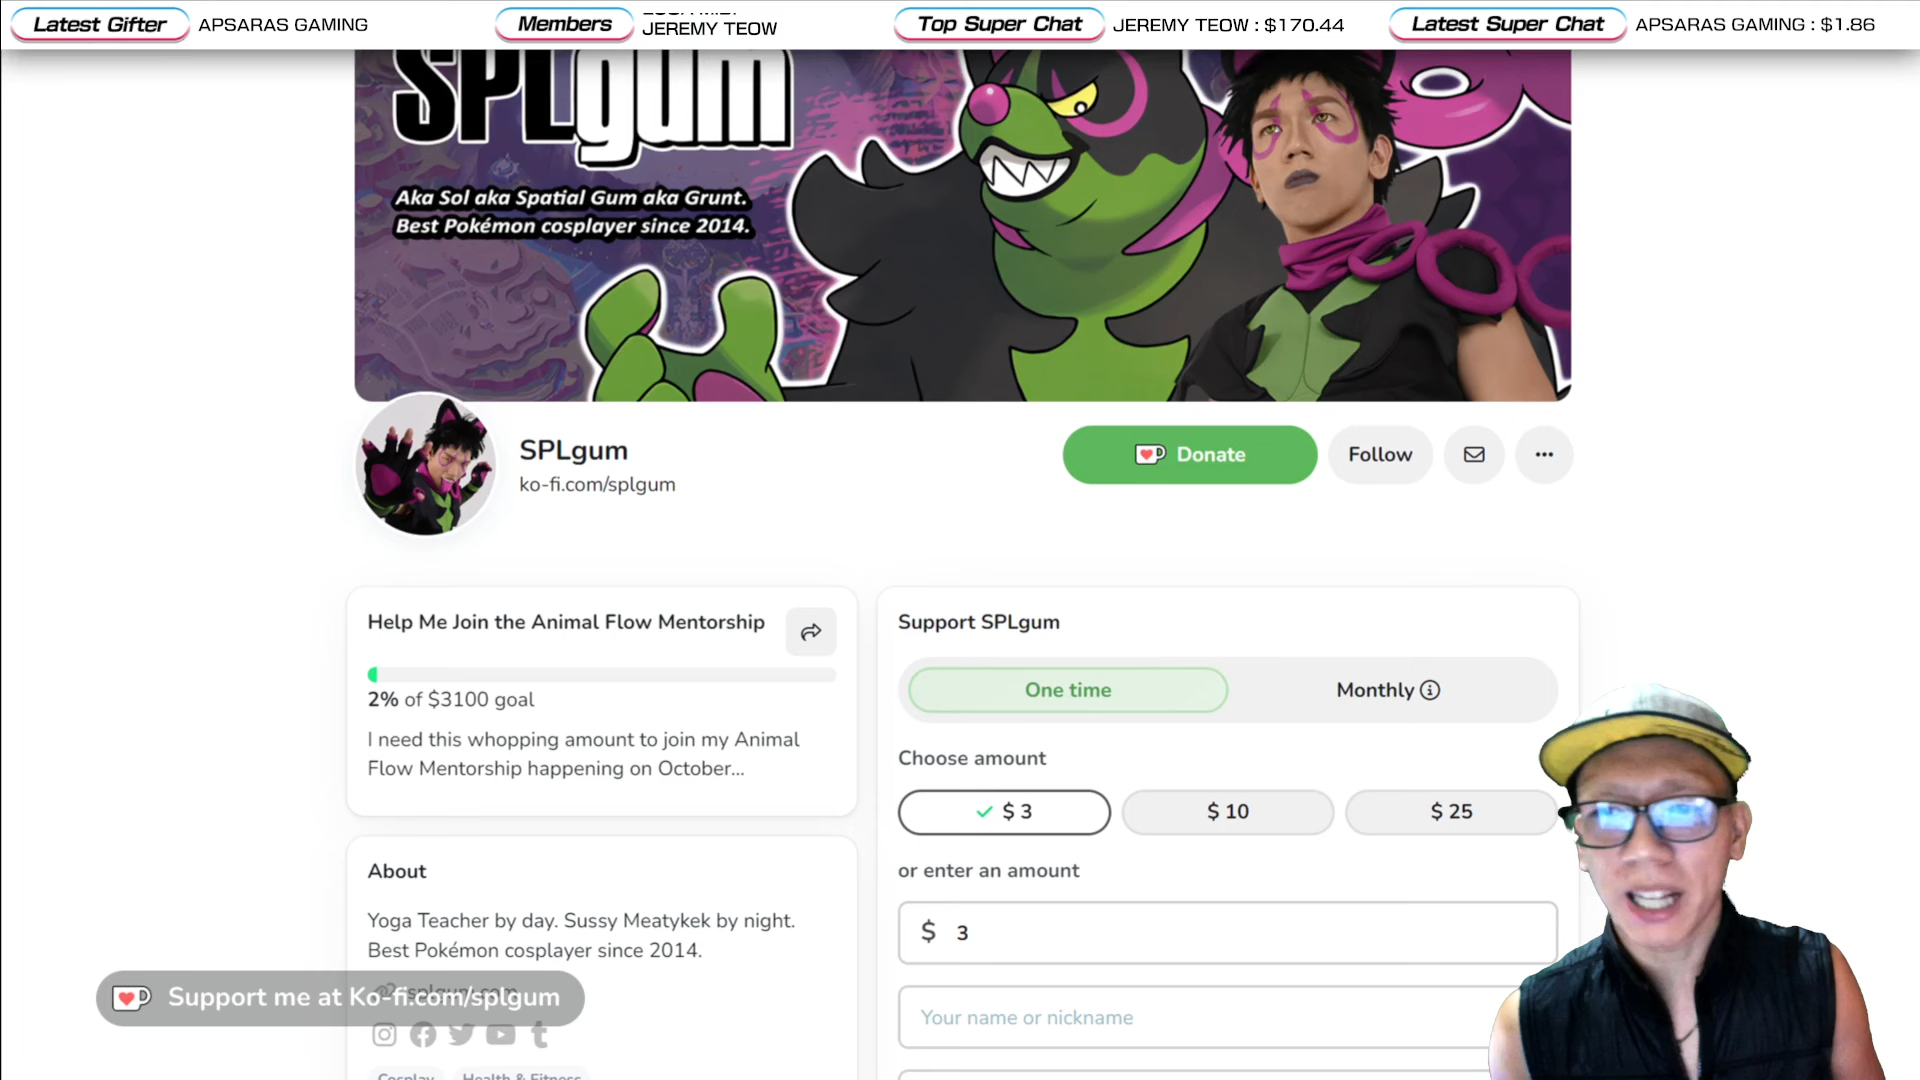 Latest Gifter APSARAS GAMING
Members JEREMY TEOW
Top Super Chat JEREMY TEOW : $170.44
Latest Super Chat APSARAS GAMING : $1.86
SPLgum
Aka Sol aka Spatial Gum aka Grunt.
Best Pokémon cosplayer since 2014.
SPLgum
ko-fi.com/splgum
Donate
Follow
Help Me Join the Animal Flow Mentorship
2% of $3100 goal
I need this whopping amount to join my Animal
Flow Mentorship happening on October...
About
Yoga Teacher by day. Sussy Meatykek by night.
Best Pokémon cosplayer since 2014.
splgum.com
Support me at Ko-fi.com/splgum
Cosplay Health & Fitness
Support SPLgum
One time Monthly
Choose amount
$ 3 $ 10 $ 25
or enter an amount
$ 3
Your name or nickname